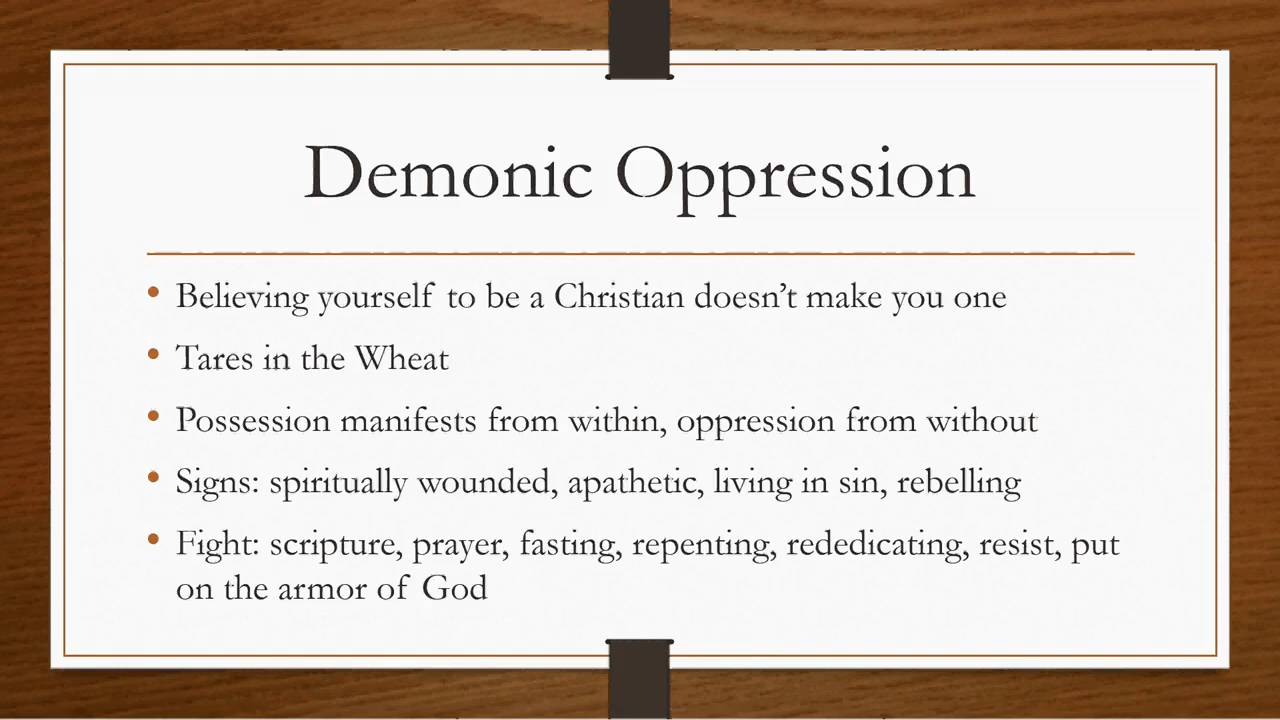 Demonic Oppression
• Believing yourself to be a Christian doesn’t make you one
• Tares in the Wheat
• Possession manifests from within, oppression from without
• Signs: spiritually wounded, apathetic, living in sin, rebelling
• Fight: scripture, prayer, fasting, repenting, rededicating, resist, put
on the armor of God